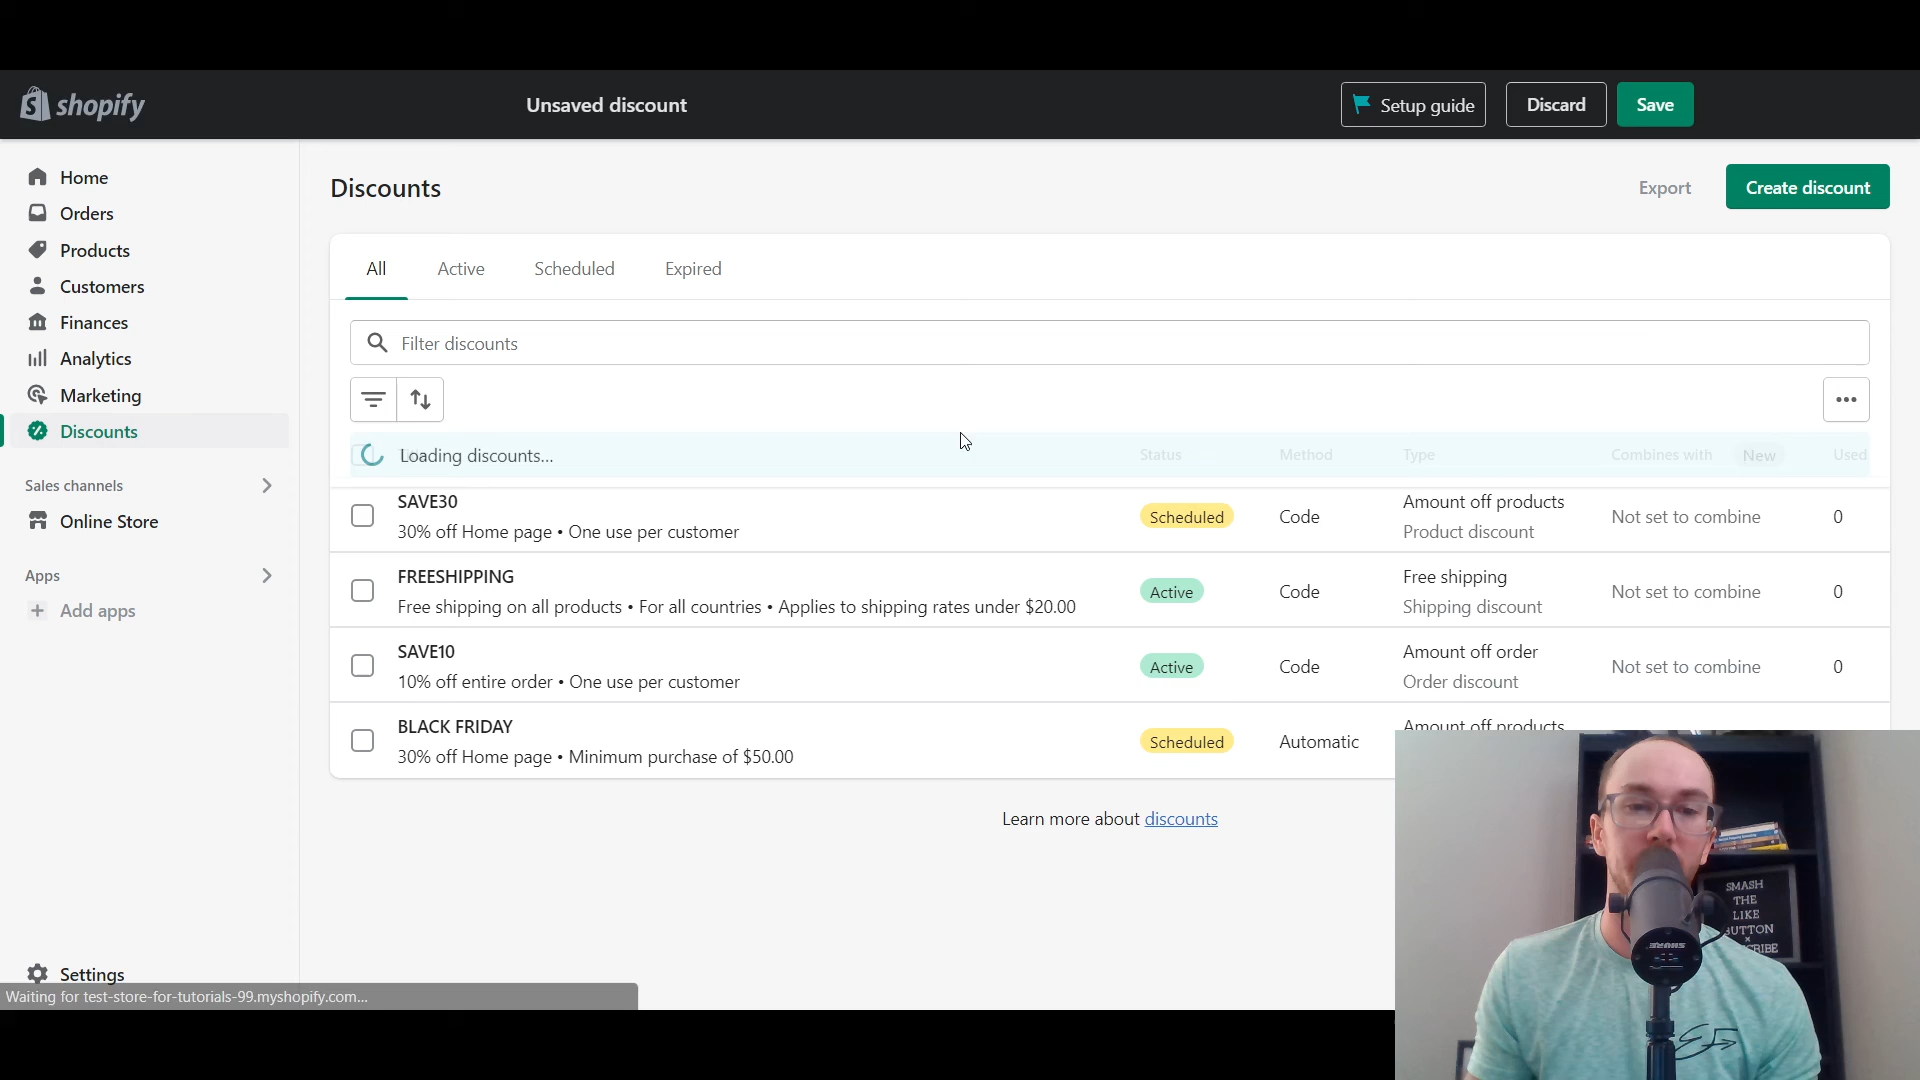 shopify
Unsaved discount
Setup guide
Discard
Save
Home
Orders
Products
Customers
Finances
Analytics
Marketing
Discounts
Sales channels
Online Store
Apps
Add apps
Settings
Discounts
Export
Create discount
All Active Scheduled Expired
Filter discounts
Loading discounts...
Status Method Type Combines with New Used
SAVE30
30% off Home page • One use per customer
Scheduled
Code
Amount off products
Product discount
Not set to combine
0
FREESHIPPING
Free shipping on all products • For all countries • Applies to shipping rates under $20.00
Active
Code
Free shipping
Shipping discount
Not set to combine
0
SAVE10
10% off entire order • One use per customer
Active
Code
Amount off order
Order discount
Not set to combine
0
BLACK FRIDAY
30% off Home page • Minimum purchase of $50.00
Scheduled
Automatic
Amount off products
Learn more about discounts
Waiting for test-store-for-tutorials-99.myshopify.com...
SMASH
THE
LIKE
SHURE